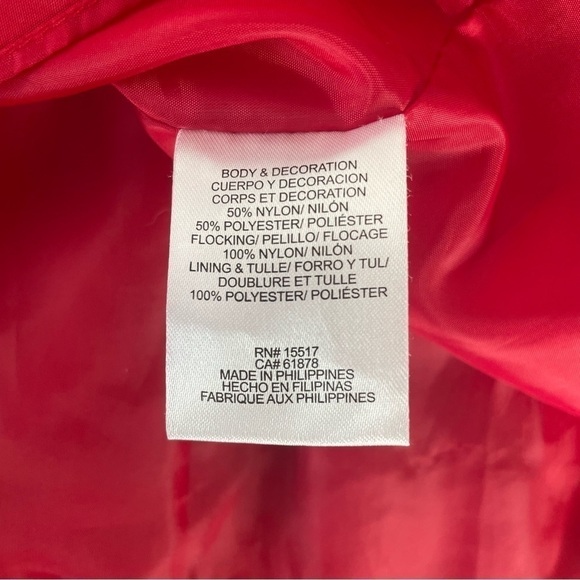 BODY & DECORATION
CUERPO Y DECORACION
CORPS ET DECORATION
50% NYLON/ NILÓN
50% POLYESTER/ POLIÉSTER
FLOCKING/ PELILLO/ FLOCAGE
100% NYLON/ NILÓN
LINING & TULLE/ FORRO Y TUL/
DOUBLURE ET TULLE
100% POLYESTER/ POLIÉSTER
RN# 15517
CA# 61878
MADE IN PHILIPPINES
HECHO EN FILIPINAS
FABRIQUE AUX PHILIPPINES